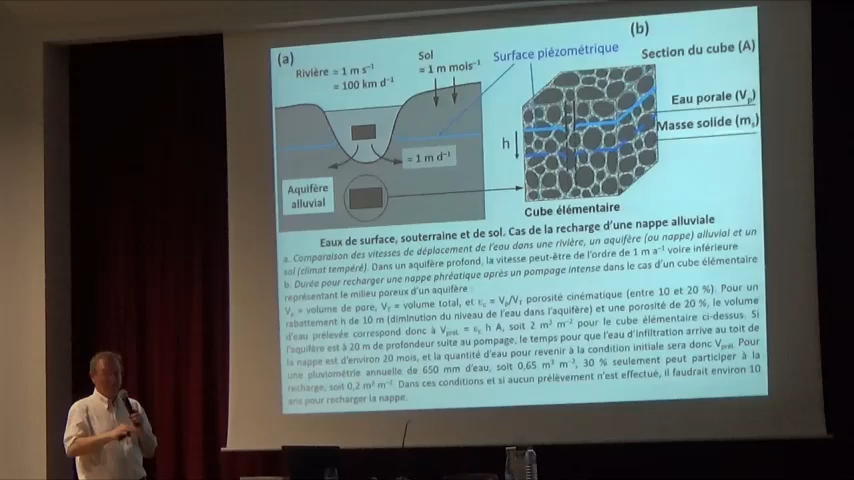 (a)
Rivière ≈ 1 m s⁻¹
≈ 100 km d⁻¹
Sol
≈ 1 m mois⁻¹
Surface piézométrique
(b)
Section du cube (A)
Eau porale (Vₚ)
Masse solide (mₛ)
h
≈ 1 m d⁻¹
Aquifère
alluvial
Cube élémentaire
Eaux de surface, souterraine et de sol. Cas de la recharge d'une nappe alluviale
a. Comparaison des vitesses de déplacement de l'eau dans une rivière, un aquifère (ou nappe) alluvial et un
sol (climat tempéré). Dans un aquifère profond, la vitesse peut-être de l'ordre de 1 m a⁻¹ voire inférieure
b. Durée pour recharger une nappe phréatique après un pompage intense dans le cas d'un cube élémentaire
représentant le milieu poreux d'un aquifère :
Vₚ = volume de pore, V_T = volume total, et ε_c = Vₚ/V_T porosité cinématique (entre 10 et 20 %). Pour un
rabattement h de 10 m (diminution du niveau de l'eau dans l'aquifère) et une porosité de 20 %, le volume
d'eau prélevée correspond donc à V_prél. = ε_c h A, soit 2 m³ m⁻² pour le cube élémentaire ci-dessus. Si
l'aquifère est à 20 m de profondeur suite au pompage, le temps pour que l'eau d'infiltration arrive au toit de
la nappe est d'environ 20 mois, et la quantité d'eau pour revenir à la condition initiale sera donc V_prél. Pour
une pluviométrie annuelle de 650 mm d'eau, soit 0,65 m³ m⁻², 30 % seulement peut participer à la
recharge, soit 0,2 m³ m⁻². Dans ces conditions et si aucun prélèvement n'est effectué, il faudrait environ 10
ans pour recharger la nappe.